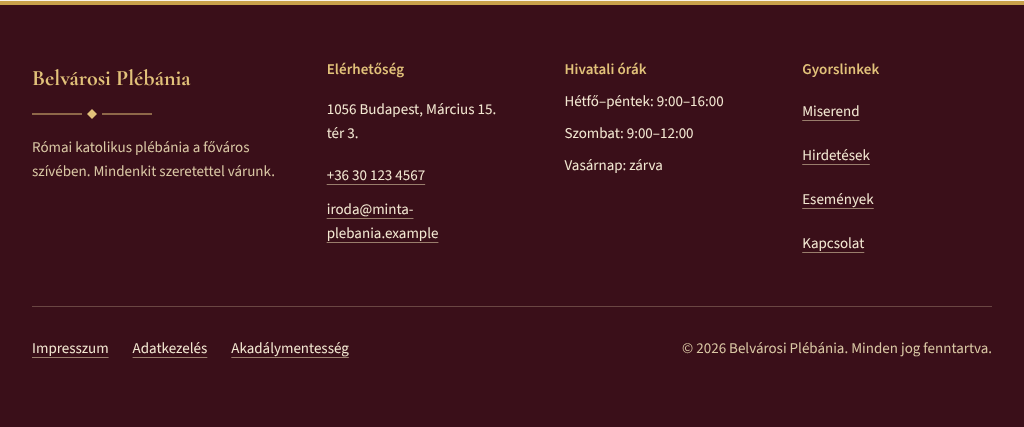 Belvárosi Plébánia
Római katolikus plébánia a főváros
szívében. Mindenkit szeretettel várunk.
Elérhetőség
1056 Budapest, Március 15.
tér 3.
+36 30 123 4567
iroda@minta-
plebania.example
Hivatali órák
Hétfő–péntek: 9:00–16:00
Szombat: 9:00–12:00
Vasárnap: zárva
Gyorslinkek
Miserend
Hirdetések
Események
Kapcsolat
Impresszum
Adatkezelés
Akadálymentesség
© 2026 Belvárosi Plébánia. Minden jog fenntartva.